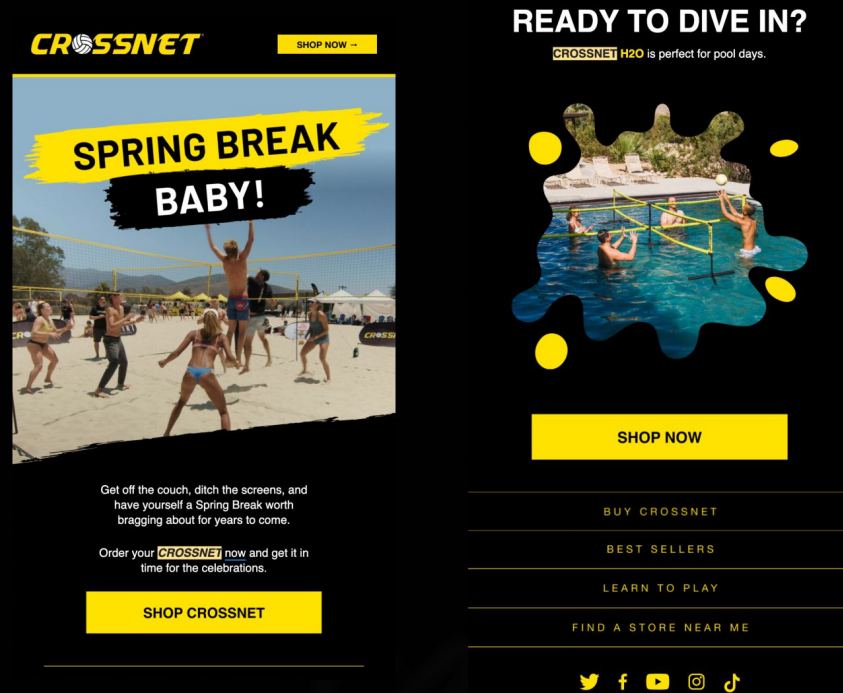 CROSSNET
SHOP NOW →
SPRING BREAK
BABY!
Get off the couch, ditch the screens, and
have yourself a Spring Break worth
bragging about for years to come.
Order your CROSSNET now and get it in
time for the celebrations.
SHOP CROSSNET
READY TO DIVE IN?
CROSSNET H2O is perfect for pool days.
SHOP NOW
BUY CROSSNET
BEST SELLERS
LEARN TO PLAY
FIND A STORE NEAR ME